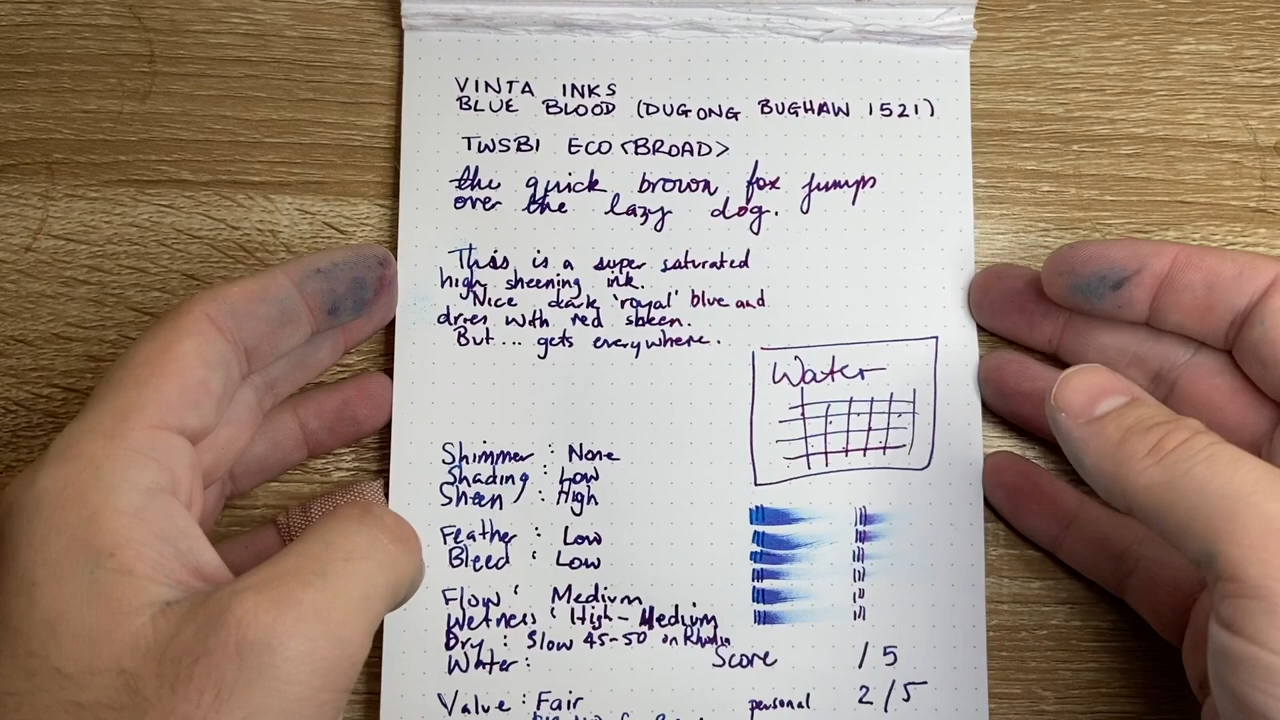 VINTA INKS
BLUE BLOOD (DUGONG BUGHAW 1521)
TWSBI ECO <BROAD>
the quick brown fox jumps
over the lazy dog.
This is a super saturated
high sheening ink.
Nice dark 'royal' blue and
dries with red sheen.
But... gets everywhere.
Water
Shimmer : None
Shading : Low
Sheen : High
Feather : Low
Bleed : Low
Flow : Medium
Wetness : High - Medium
Dry : Slow 45-50 on Rhodia
Water :
Score / 5
Value : Fair
personal 2/5